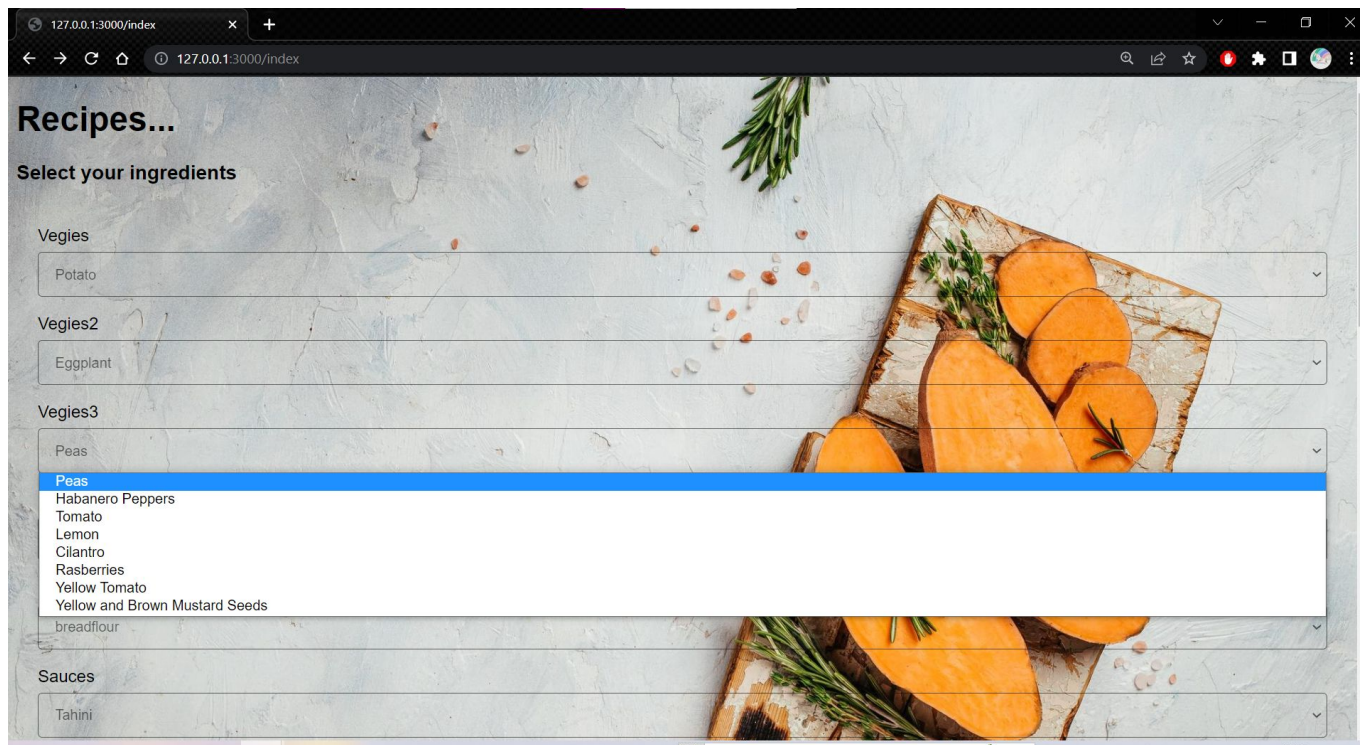 127.0.0.1:3000/index
127.0.0.1:3000/index
Recipes...
Select your ingredients
Vegies
Potato
Vegies2
Eggplant
Vegies3
Peas
Peas
Habanero Peppers
Tomato
Lemon
Cilantro
Rasberries
Yellow Tomato
Yellow and Brown Mustard Seeds
breadflour
Sauces
Tahini